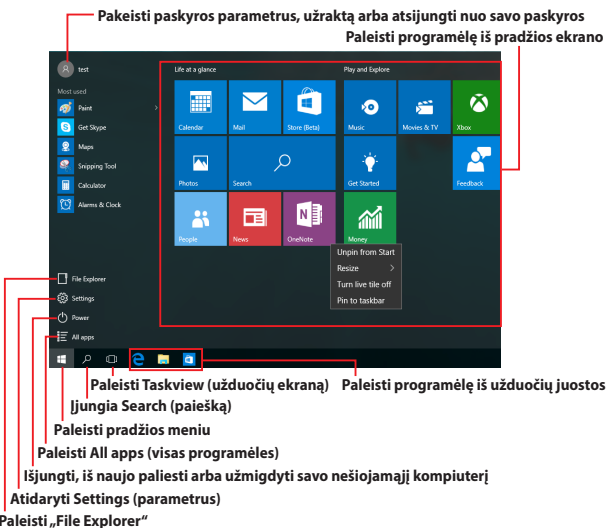 Pakeisti paskyros parametrus, užraktą arba atsijungti nuo savo paskyros
Paleisti programėlę iš pradžios ekrano
test
Life at a glance
Play and Explore
Most used
Paint
Get Skype
Maps
Snipping Tool
Calculator
Alarms & Clock
Calendar
Mail
Store (Beta)
Music
Movies & TV
Xbox
Photos
Search
Get Started
Feedback
People
News
OneNote
Money
Unpin from Start
Resize
Turn live tile off
Pin to taskbar
File Explorer
Settings
Power
All apps
Paleisti Taskview (užduočių ekraną)
Paleisti programėlę iš užduočių juostos
Įjungia Search (paiešką)
Paleisti pradžios meniu
Paleisti All apps (visas programėles)
Išjungti, iš naujo paliesti arba užmigdyti savo nešiojamąjį kompiuterį
Atidaryti Settings (parametrus)
Paleisti „File Explorer“